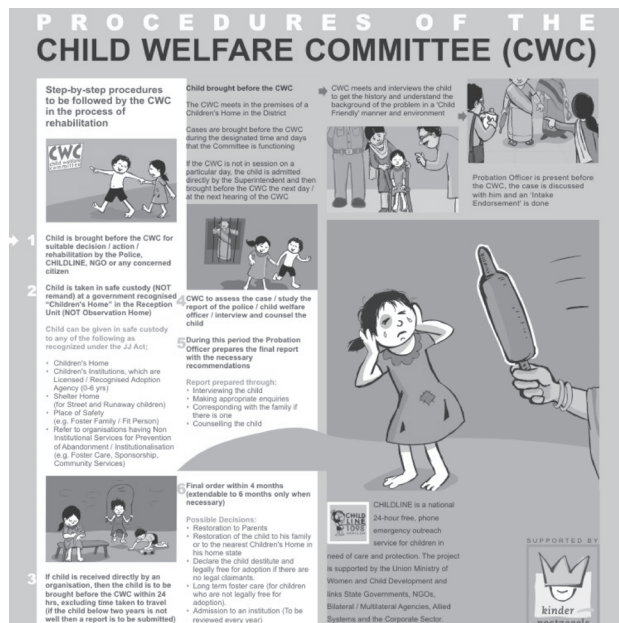 PROCEDURES OF THE
CHILD WELFARE COMMITTEE (CWC)
Step-by-step procedures
to be followed by the CWC
in the process of
rehabilitation
CWC
1
Child is brought before the CWC for
suitable decision / action /
rehabilitation by the Police,
CHILDLINE, NGO or any concerned
citizen
2
Child is taken in safe custody (NOT
remand) at a government recognised
"Children's Home" in the Reception
Unit (NOT Observation Home)
Child can be given in safe custody
to any of the following as
recognized under the JJ Act;
• Children's Home
• Children's Institutions, which are
Licensed / Recognised Adoption
Agency (0-6 yrs)
• Shelter Home
(for Street and Runaway children)
• Place of Safety
(e.g. Foster Family / Fit Person)
• Refer to organisations having Non
Institutional Services for Prevention
of Abandonment / Institutionalisation
(e.g. Foster Care, Sponsorship,
Community Services)
3
If child is received directly by an
organisation, then the child is to be
brought before the CWC within 24
hrs, excluding time taken to travel
(if the child below two years is not
well then a report is to be submitted)
Child brought before the CWC
The CWC meets in the premises of a
Children's Home in the District
Cases are brought before the CWC
during the designated time and days
that the Committee is functioning
If the CWC is not in session on a
particular day, the child is admitted
directly by the Superintendent and then
brought before the CWC the next day /
at the next hearing of the CWC
4
CWC to assess the case / study the
report of the police / child welfare
officer / interview and counsel the
child
5
During this period the Probation
Officer prepares the final report
with the necessary
recommendations
Report prepared through:
• Interviewing the child
• Making appropriate enquiries
• Corresponding with the family if
there is one
• Counselling the child
6
Final order within 4 months
(extendable to 6 months only when
necessary)
Possible Decisions:
• Restoration to Parents
• Restoration of the child to his family
or to the nearest Children's Home in
his home state
• Declare the child destitute and
legally free for adoption if there are
no legal claimants.
• Long term foster care (for children
who are not legally free for
adoption).
• Admission to an institution (To be
reviewed every year)
CWC meets and interviews the child
to get the history and understand the
background of the problem in a 'Child
Friendly' manner and environment
Probation Officer is present before
the CWC, the case is discussed
with him and an 'Intake
Endorsement' is done
CHILD
LINE
1098
CHILDLINE is a national
24-hour free, phone
emergency outreach
service for children in
need of care and protection. The project
is supported by the Union Ministry of
Women and Child Development and
links State Governments, NGOs,
Bilateral / Multilateral Agencies, Allied
Systems and the Corporate Sector.
SUPPORTED BY
kinder